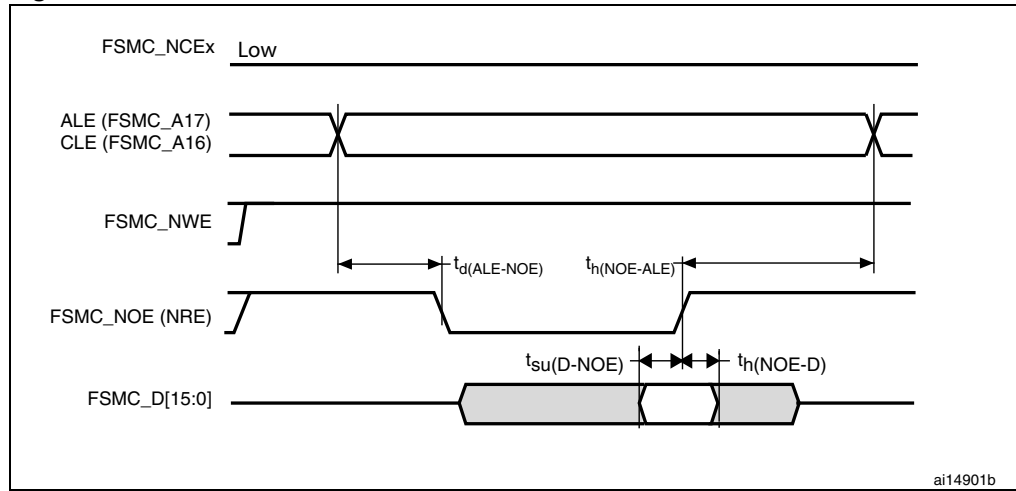 FSMC_NCEx Low
ALE (FSMC_A17)
CLE (FSMC_A16)
FSMC_NWE
td(ALE-NOE) th(NOE-ALE)
FSMC_NOE (NRE)
tsu(D-NOE) th(NOE-D)
FSMC_D[15:0]
ai14901b